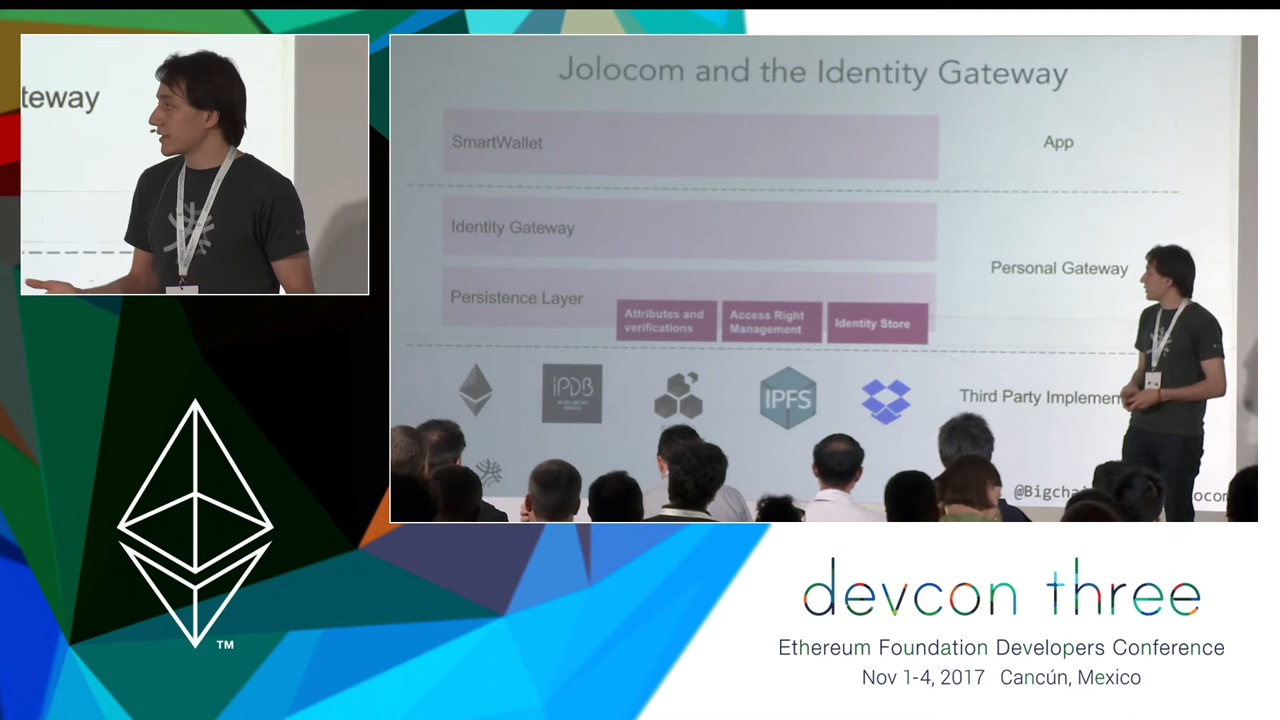 teway
Jolocom and the Identity Gateway
SmartWallet
App
Identity Gateway
Personal Gateway
Persistence Layer
Attributes and
verifications
Access Right
Management
Identity Store
iPDB
IPFS
Third Party Implemen
@Bigchai
ocom
TM
devcon three
Ethereum Foundation Developers Conference
Nov 1-4, 2017 Cancún, Mexico